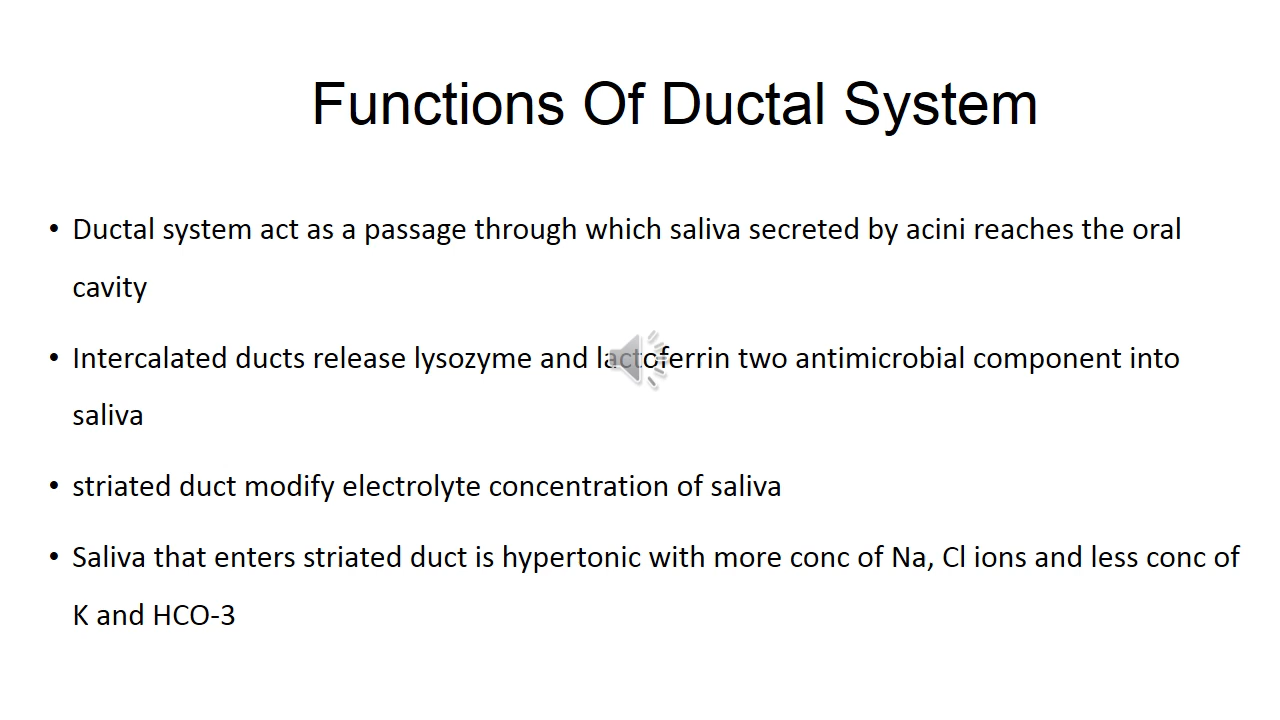 Functions Of Ductal System
• Ductal system act as a passage through which saliva secreted by acini reaches the oral
cavity
• Intercalated ducts release lysozyme and lactoferrin two antimicrobial component into
saliva
• striated duct modify electrolyte concentration of saliva
• Saliva that enters striated duct is hypertonic with more conc of Na, Cl ions and less conc of
K and HCO-3